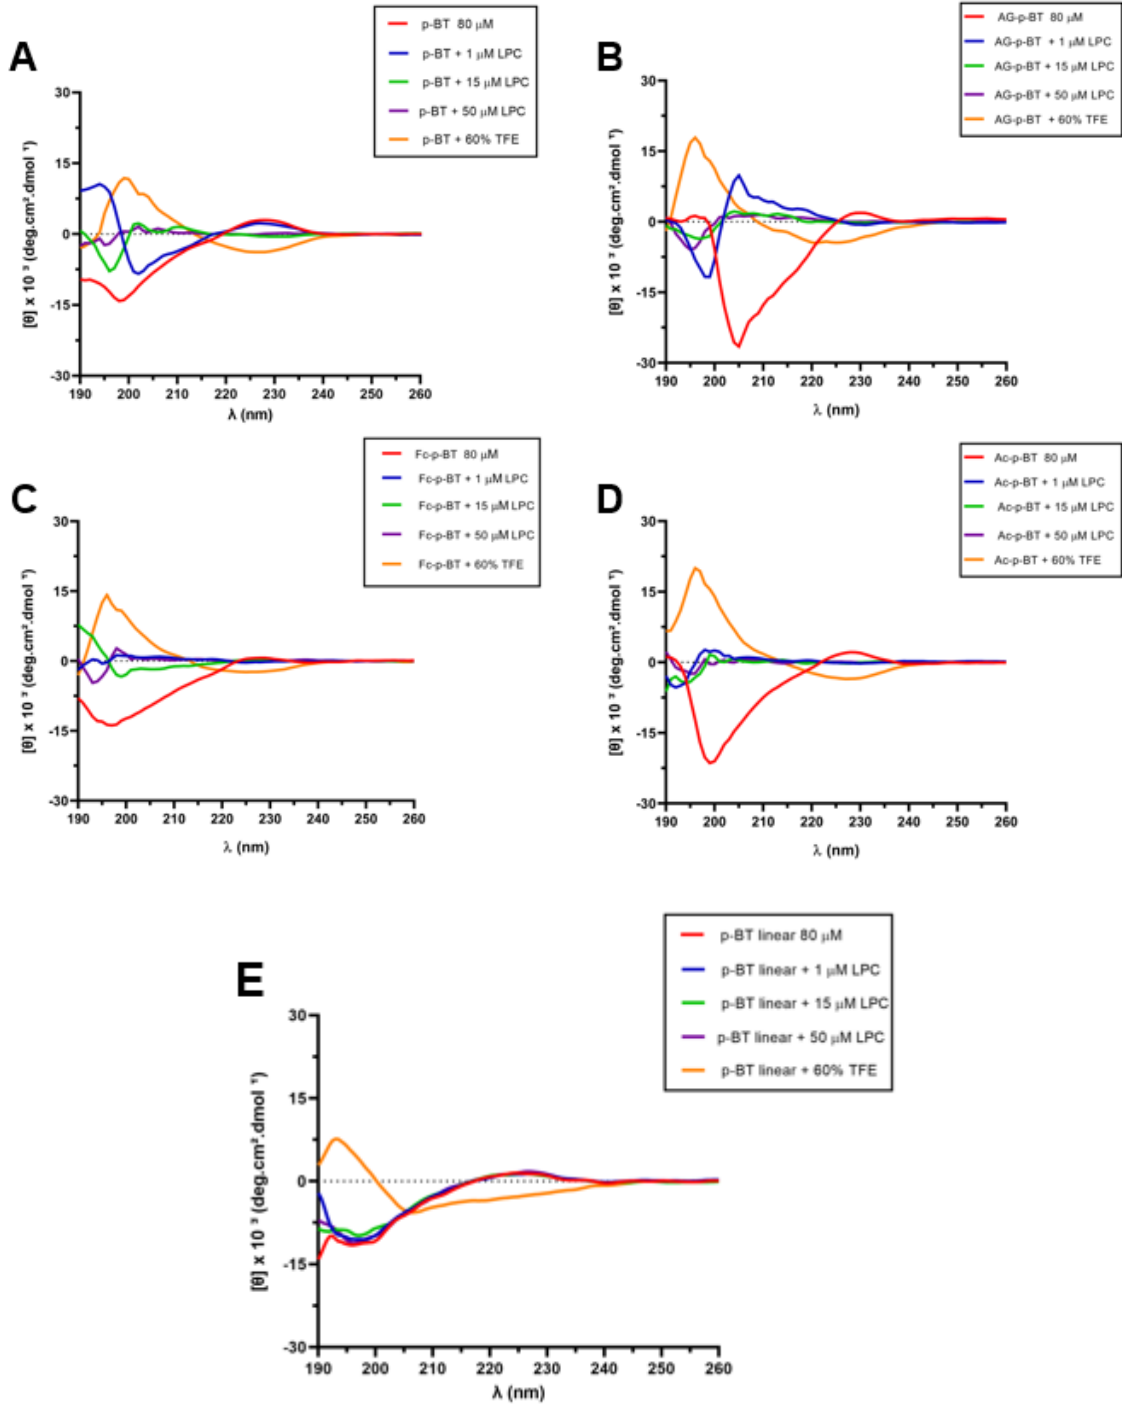 A
p-BT 80 μM
p-BT + 1 μM LPC
p-BT + 15 μM LPC
p-BT + 50 μM LPC
p-BT + 60% TFE
30
15
0
-15
-30
[θ] x 10 ³ (deg.cm².dmol ⁻¹)
190 200 210 220 230 240 250 260
λ (nm)
B
AG-p-BT 80 μM
AG-p-BT + 1 μM LPC
AG-p-BT + 15 μM LPC
AG-p-BT + 50 μM LPC
AG-p-BT + 60% TFE
30
15
0
-15
-30
[θ] x 10 ³ (deg.cm².dmol ⁻¹)
190 200 210 220 230 240 250 260
λ (nm)
C
Fc-p-BT 80 μM
Fc-p-BT + 1 μM LPC
Fc-p-BT + 15 μM LPC
Fc-p-BT + 50 μM LPC
Fc-p-BT + 60% TFE
30
15
0
-15
-30
[θ] x 10 ³ (deg.cm².dmol ⁻¹)
190 200 210 220 230 240 250 260
λ (nm)
D
Ac-p-BT 80 μM
Ac-p-BT + 1 μM LPC
Ac-p-BT + 15 μM LPC
Ac-p-BT + 50 μM LPC
Ac-p-BT + 60% TFE
30
15
0
-15
-30
[θ] x 10 ³ (deg.cm².dmol ⁻¹)
190 200 210 220 230 240 250 260
λ (nm)
E
p-BT linear 80 μM
p-BT linear + 1 μM LPC
p-BT linear + 15 μM LPC
p-BT linear + 50 μM LPC
p-BT linear + 60% TFE
30
15
0
-15
-30
[θ] x 10 ³ (deg.cm².dmol ⁻¹)
190 200 210 220 230 240 250 260
λ (nm)